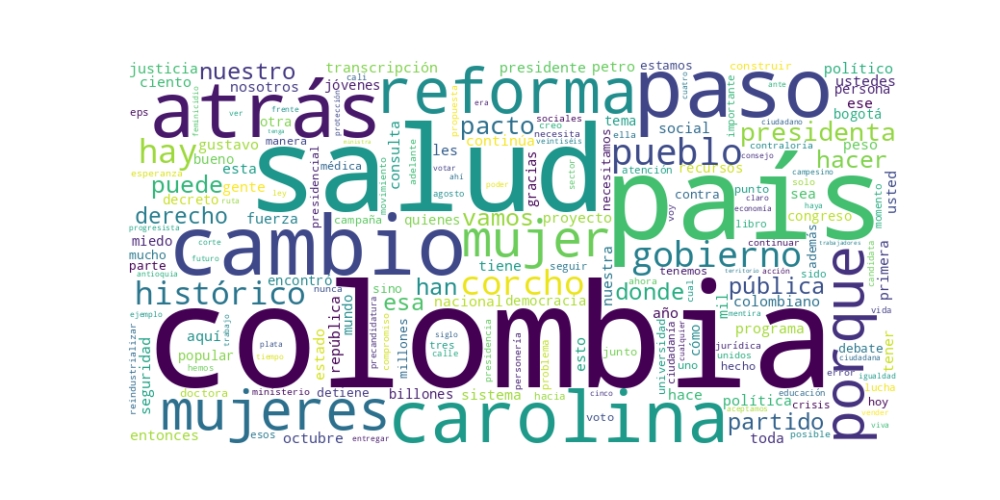 justicia
nuestro
transcripción
presidente petro
estamos
construir
político
ciento
nosotros
jóvenes
cali
reforma
paso
ustedes
persona
eps
atrás
ese
bogotá
otra
frente
era
sociales
tema
social
importante
hay
gustavo
manera
pacto
les
creo
necesita
ella
presidenta
bueno
esta
médica
consulta
continúa
gracias
veintiséis
pueblo
contraloría
peso
hacer
esperanza
puede
gente
salud
votar
ahí
necesitamos
atención
recursos
consejo
solo
campesino
decreto
ley
ruta
presidencial
movimiento
adelante
agosto
poder
sector
país
usted
progresista
derecho
fuerza
campaña
quienes
vamos
proyecto
contra
punto
claro
sea
congreso
momento
miedo
corte
cambio
mujer
voy
economía
libro
haya
mucho
futuro
tiene
seguir
gobierno
continuar
además
trabajadores
parte
encontró
corcho
nuestra
tenemos
cual
territorio
acción
sido
candidata
primera
antioquia
nunca
sino
han
donde
ahora
pública
vida
histórico
esa
nacional
democracia
año
mil
colombiano
mentira
porque
ejemplo
aquí
colombia
mundo
siglo
esto
cómo
programa
popular
plata
república
millones
tres
calle
junto
unidos
jurídica
debate
tener
seguridad
hemos
tiempo
estado
precandidatura
compromiso
presidencia
personería
problema
universidad
uno
hecho
error
ciudadana
lucha
reindustrializar
trabajo
doctora
ministerio
detiene
billones
sistema
hacia
cinco
hace
ciudadanía
cualquier
política
educación
crisis
igualdad
hoy
entonces
mujeres
esos
octubre
entregar
carolina
voto
aceptamos
partido
toda
posible
viva
vender